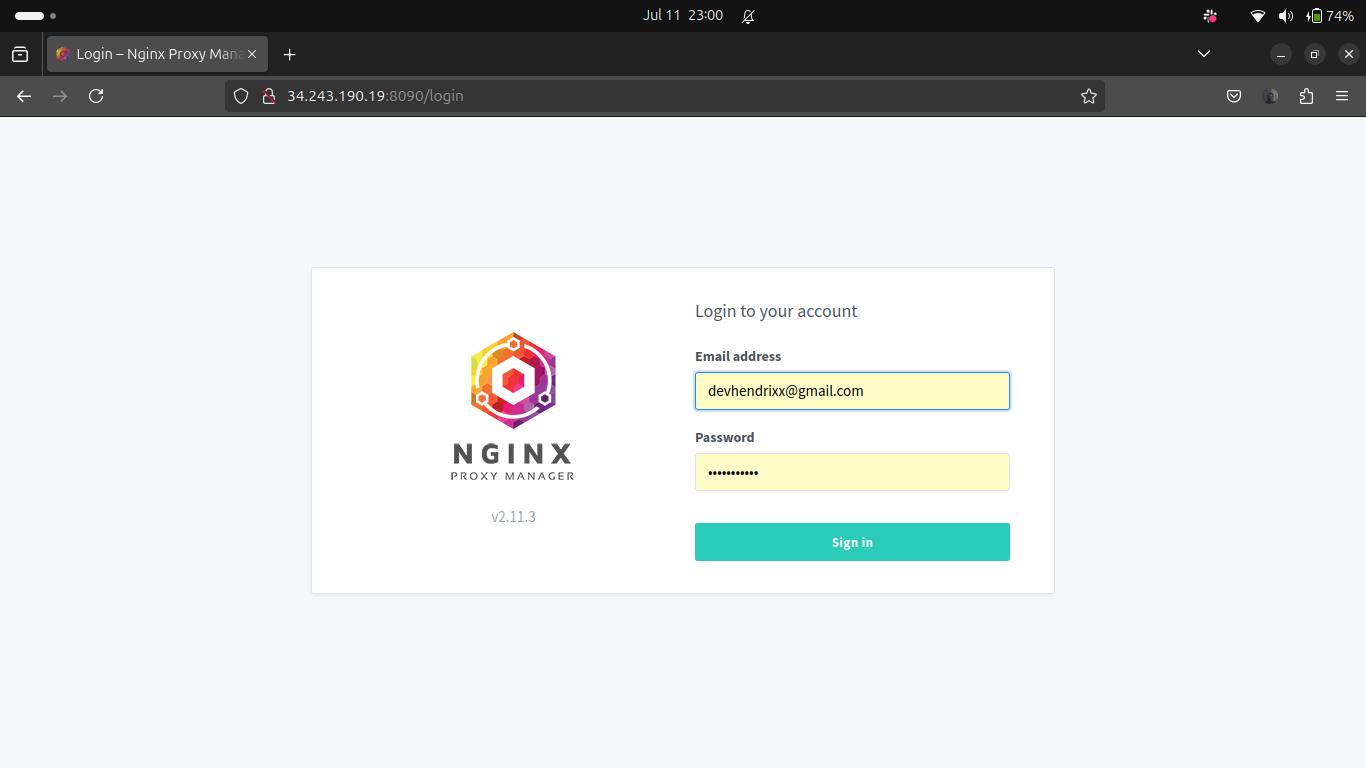 Jul 11 23:00
74%
Login – Nginx Proxy Mana
34.243.190.19:8090/login
Login to your account
Email address
devhendrixx@gmail.com
Password
•••••••••••
Sign in
NGINX
PROXY MANAGER
v2.11.3